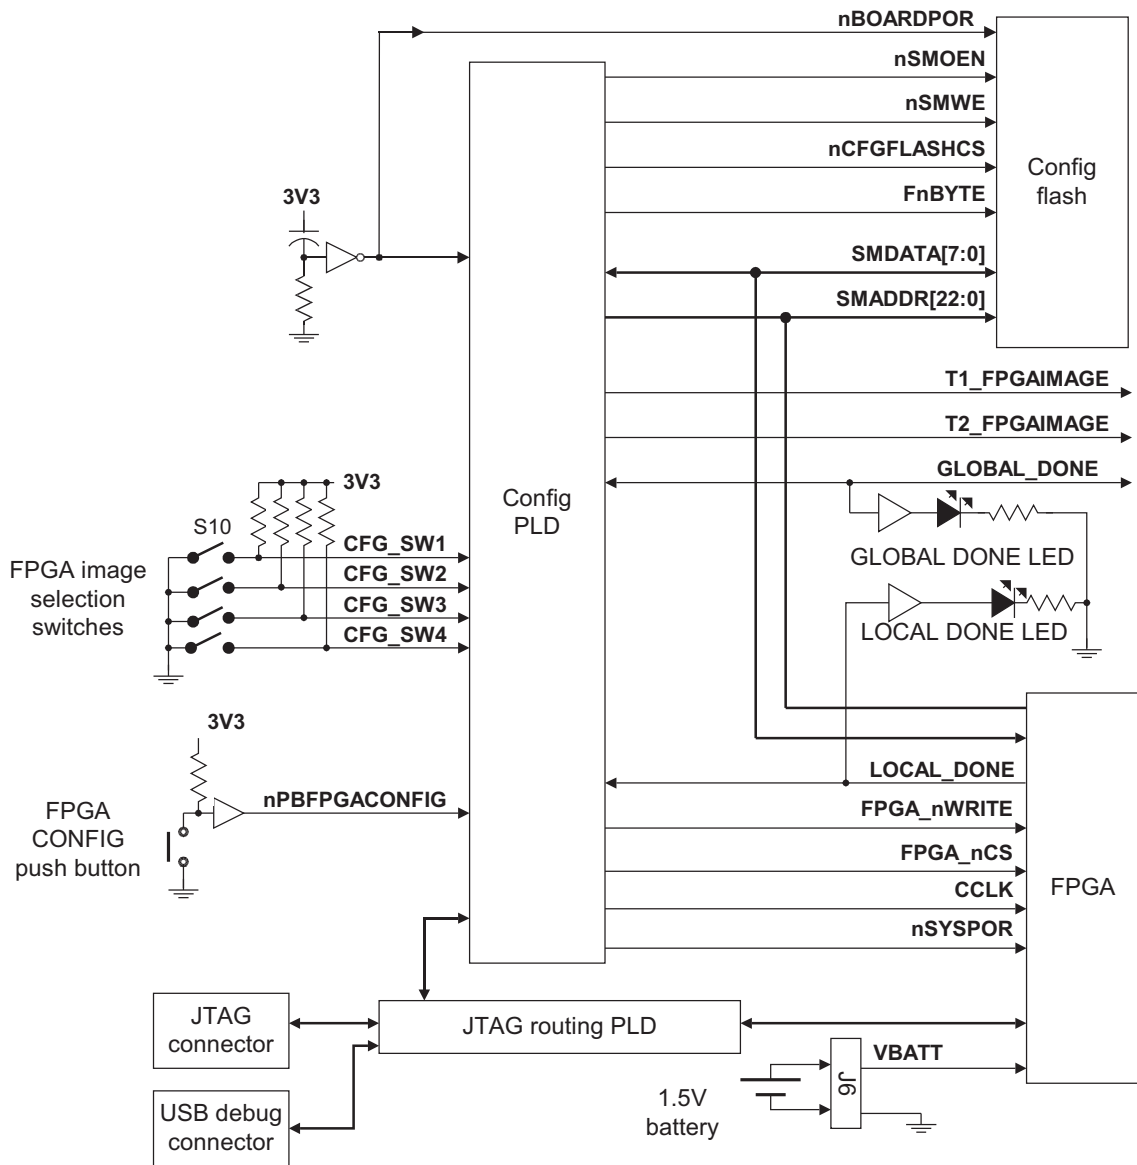 nBOARDPOR
nSMOEN
nSMWE
nCFGFLASHCS
FnBYTE
SMDATA[7:0]
SMADDR[22:0]
Config
flash
3V3
T1_FPGAIMAGE
T2_FPGAIMAGE
GLOBAL_DONE
GLOBAL DONE LED
LOCAL DONE LED
Config
PLD
3V3
S10
CFG_SW1
CFG_SW2
CFG_SW3
CFG_SW4
FPGA image
selection
switches
3V3
nPBFPGACONFIG
FPGA
CONFIG
push button
LOCAL_DONE
FPGA_nWRITE
FPGA_nCS
CCLK
nSYSPOR
FPGA
JTAG
connector
JTAG routing PLD
USB debug
connector
1.5V
battery
J6
VBATT